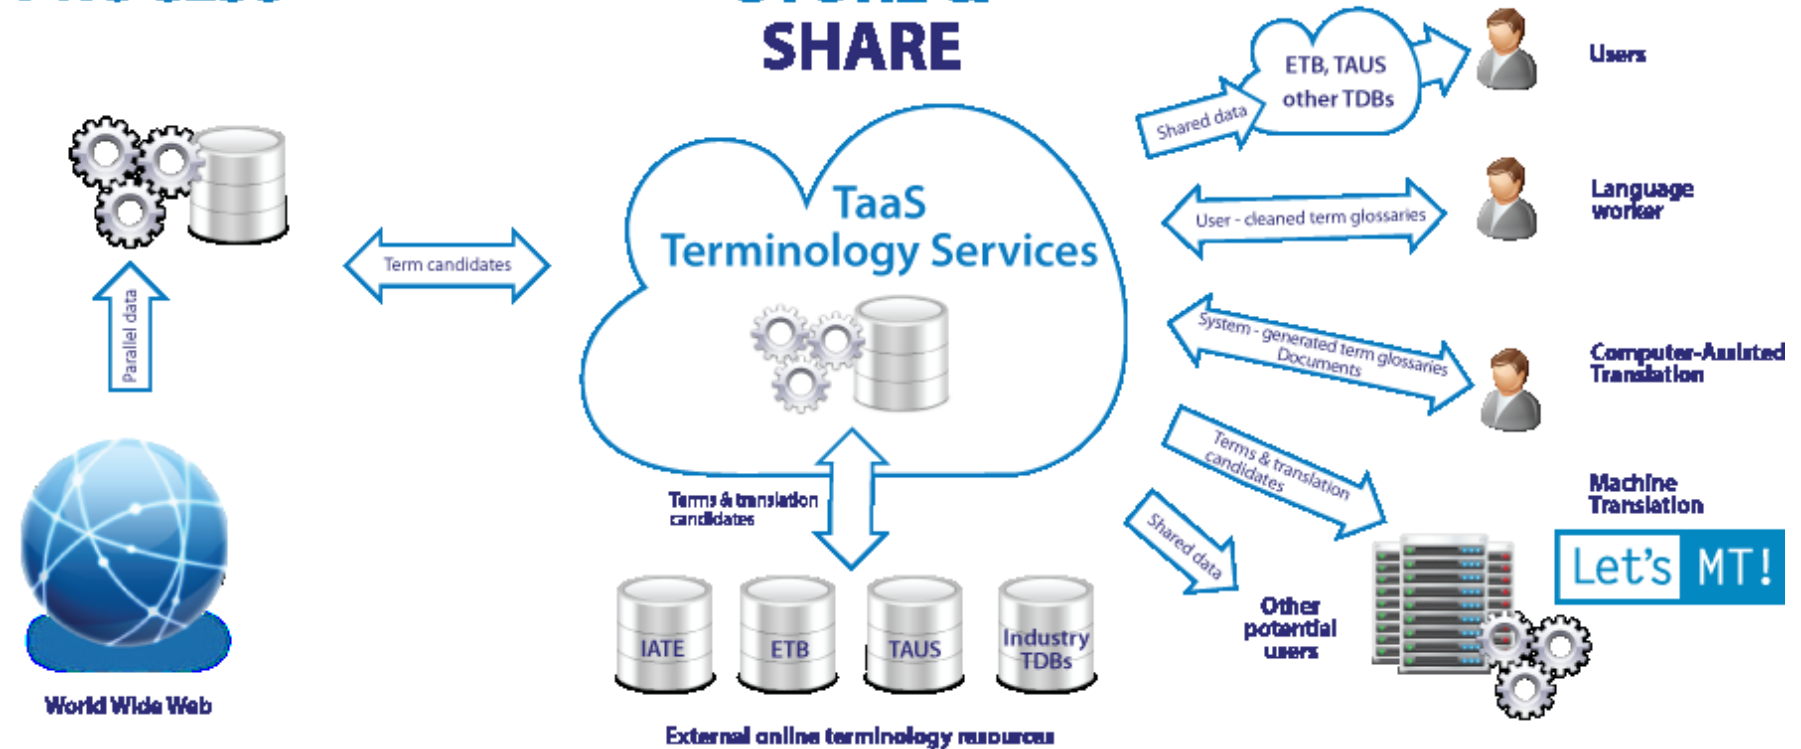 SHARE
ETB, TAUS
other TDBs
Users
Shared data
Language
worker
User - cleaned term glossaries
TaaS
Terminology Services
Term candidates
Parallel data
System - generated term glossaries
Documents
Computer-Assisted
Translation
Terms & translation
candidates
Machine
Translation
Let's MT!
Terms & translation
candidates
Shared data
Other
potential
users
IATE
ETB
TAUS
Industry
TDBs
World Wide Web
External online terminology resources